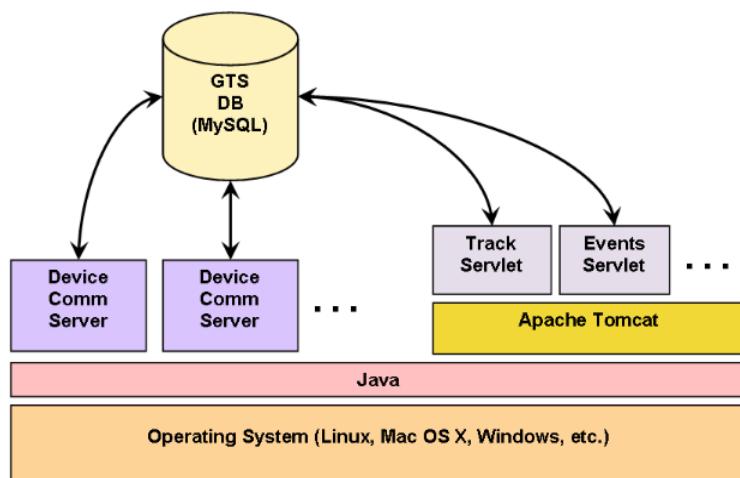 GTS
DB
(MySQL)
Track
Servlet
Events
Servlet
...
Device
Comm
Server
Device
Comm
Server
...
Apache Tomcat
Java
Operating System (Linux, Mac OS X, Windows, etc.)